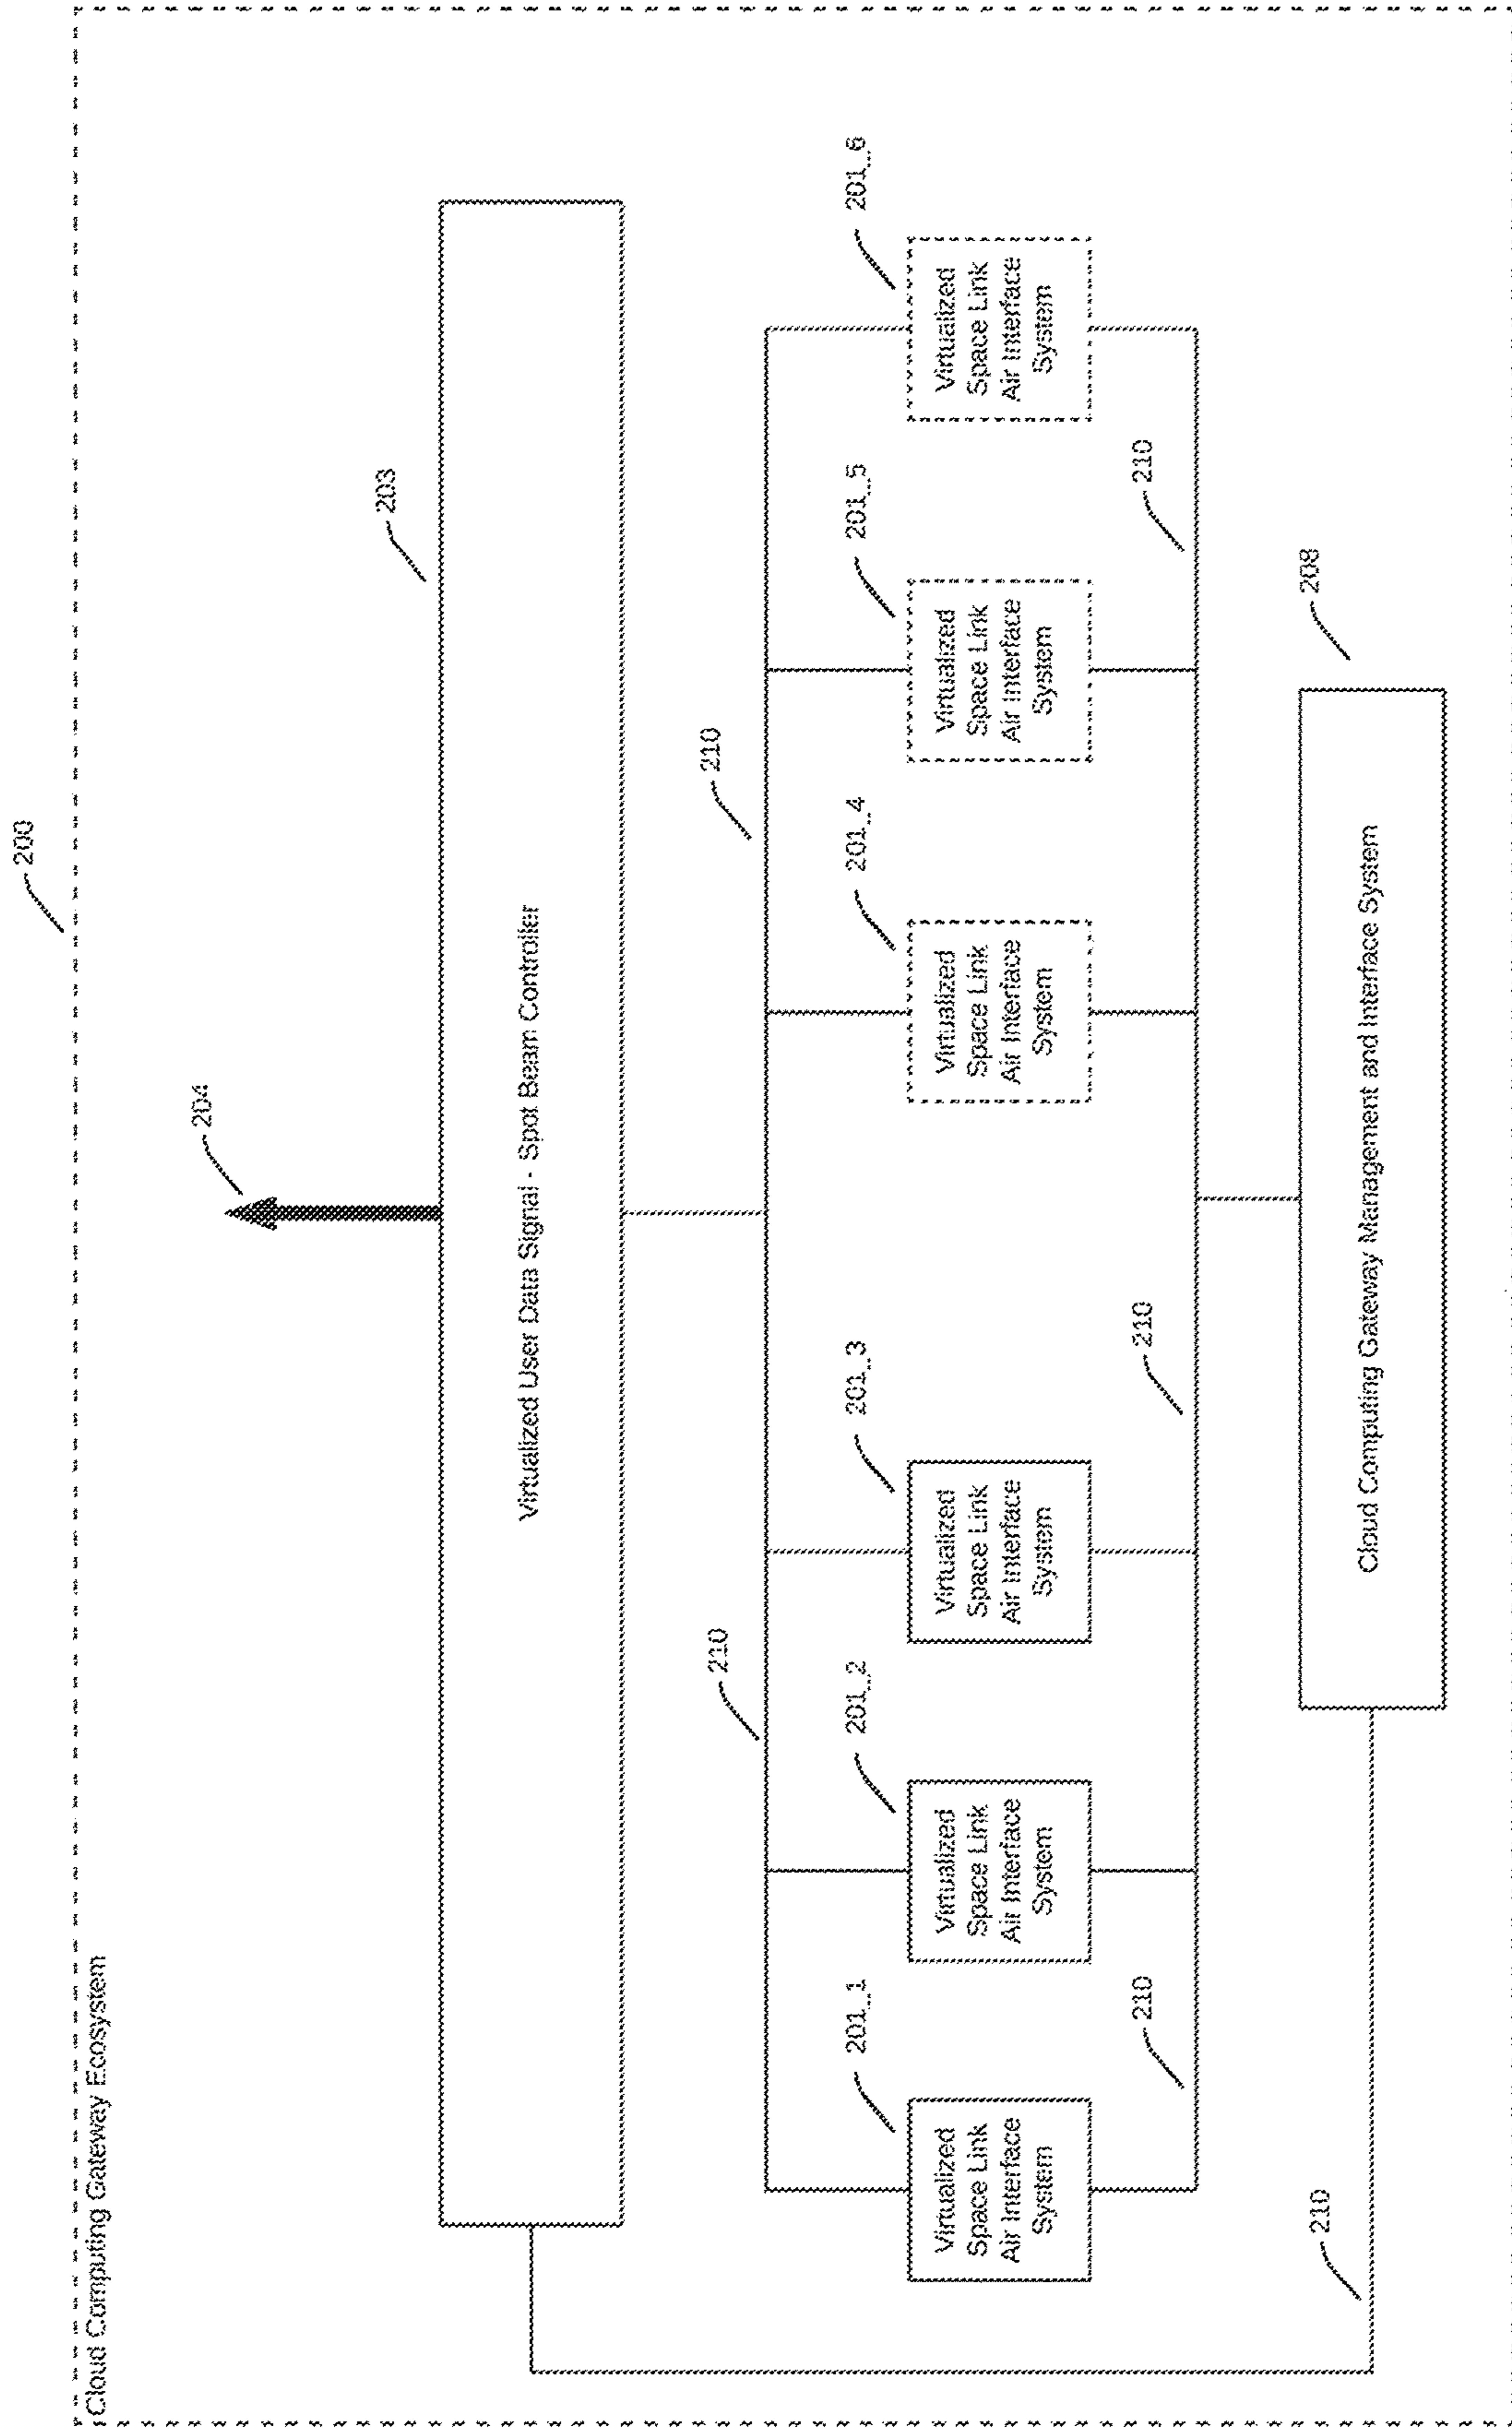 200
Cloud Computing Gateway Ecosystem
204
203
Virtualized User Data Signal - Spot Beam Controller
210
210
201_1
201_2
201_3
201_4
201_5
201_6
Virtualized
Space Link
Air Interface
System
Virtualized
Space Link
Air Interface
System
Virtualized
Space Link
Air Interface
System
Virtualized
Space Link
Air Interface
System
Virtualized
Space Link
Air Interface
System
Virtualized
Space Link
Air Interface
System
210
210
210
208
Cloud Computing Gateway Management and Interface System
210